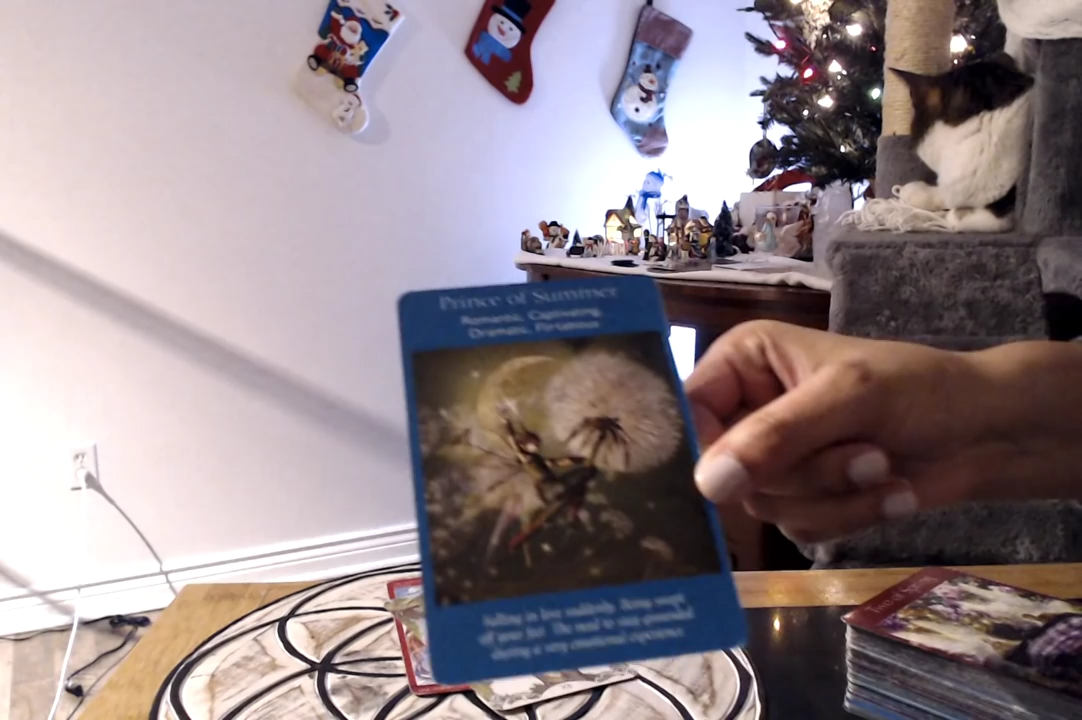 Prince of Summer
Romantic, Captivating,
Dramatic, Flirtatious
Falling in love suddenly. Being swept
off your feet. The need to stay grounded
during a very emotional experience.